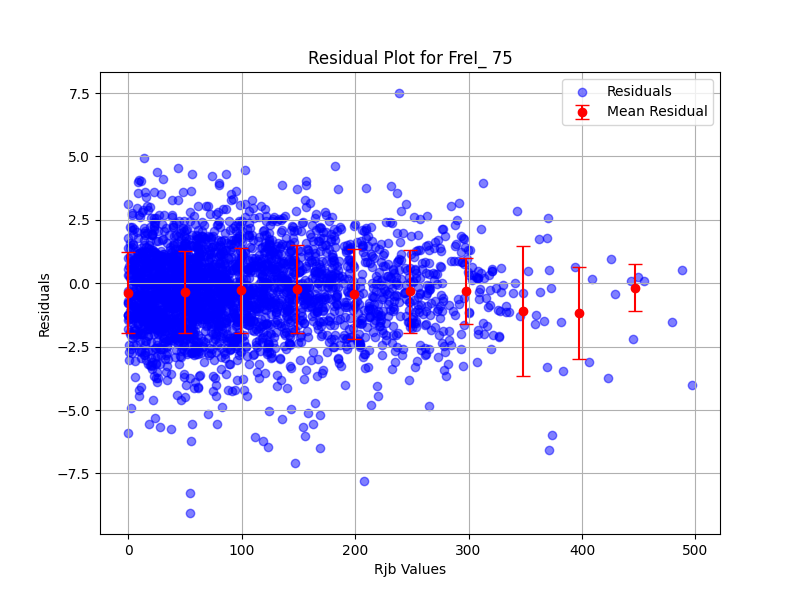 Residual Plot for FreI_ 75
Residuals
Mean Residual
7.5
5.0
2.5
0.0
−2.5
−5.0
−7.5
Residuals
0 100 200 300 400 500
Rjb Values